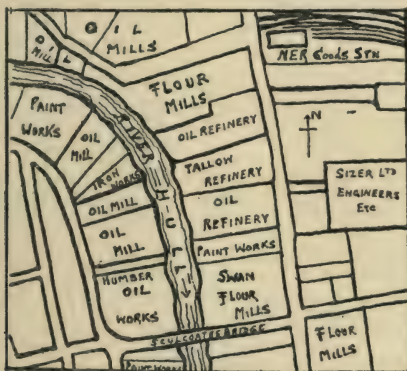 OIL
MILL
OIL
MILLS
NER Goods STN
FLOUR
MILLS
PAINT
WORKS
OIL
MILL
IRON
WORKS
OIL MILL
OIL
MILL
HUMBER
OIL
WORKS
RIVER
HULL
OIL REFINERY
TALLOW
REFINERY
OIL
REFINERY
PAINT WORKS
SWAN
FLOUR
MILLS
N
SIZER LTD
ENGINEERS
ETC
SCULCOATES BRIDGE
FLOUR
MILLS
PAINT WORKS